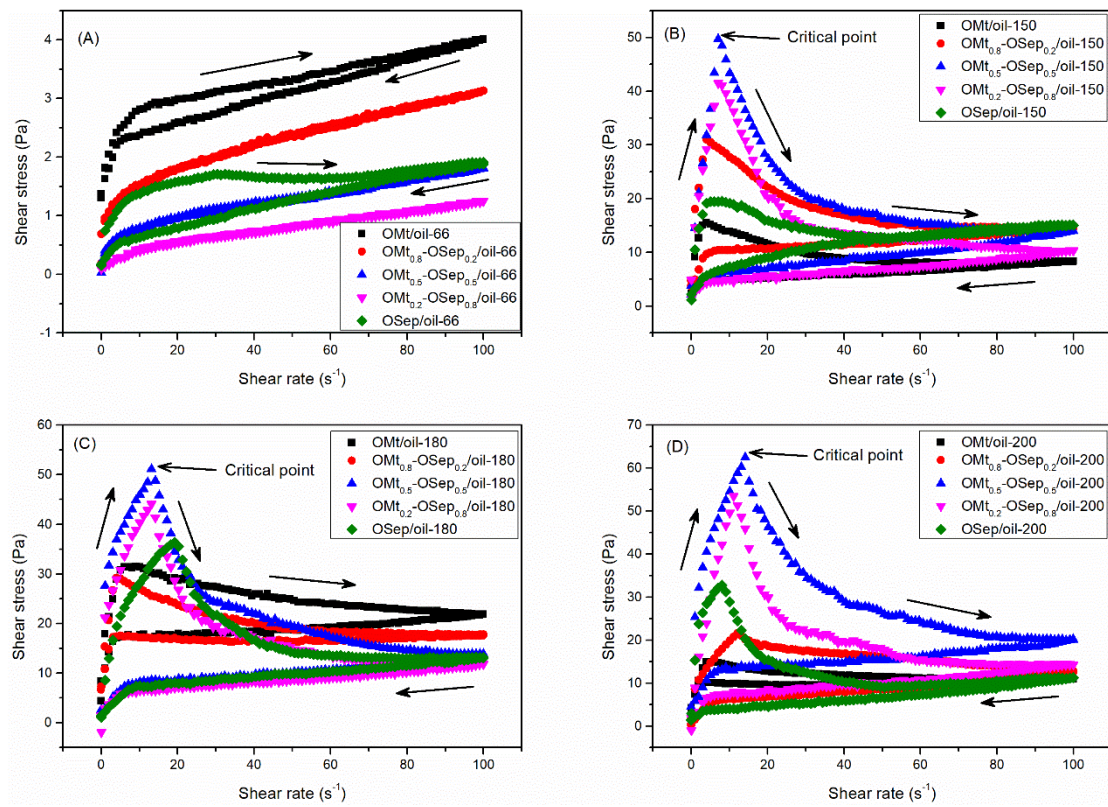 (A)
Shear stress (Pa)
4
3
2
1
0
-1
OMt/oil-66
OMt0.8-OSep0.2/oil-66
OMt0.5-OSep0.5/oil-66
OMt0.2-OSep0.8/oil-66
OSep/oil-66
0 20 40 60 80 100
Shear rate (s-1)
(B)
Critical point
Shear stress (Pa)
50
40
30
20
10
0
OMt/oil-150
OMt0.8-OSep0.2/oil-150
OMt0.5-OSep0.5/oil-150
OMt0.2-OSep0.8/oil-150
OSep/oil-150
0 20 40 60 80 100
Shear rate (s-1)
(C)
Critical point
Shear stress (Pa)
60
50
40
30
20
10
0
OMt/oil-180
OMt0.8-OSep0.2/oil-180
OMt0.5-OSep0.5/oil-180
OMt0.2-OSep0.8/oil-180
OSep/oil-180
0 20 40 60 80 100
Shear rate (s-1)
(D)
Critical point
Shear stress (Pa)
70
60
50
40
30
20
10
0
OMt/oil-200
OMt0.8-OSep0.2/oil-200
OMt0.5-OSep0.5/oil-200
OMt0.2-OSep0.8/oil-200
OSep/oil-200
0 20 40 60 80 100
Shear rate (s-1)